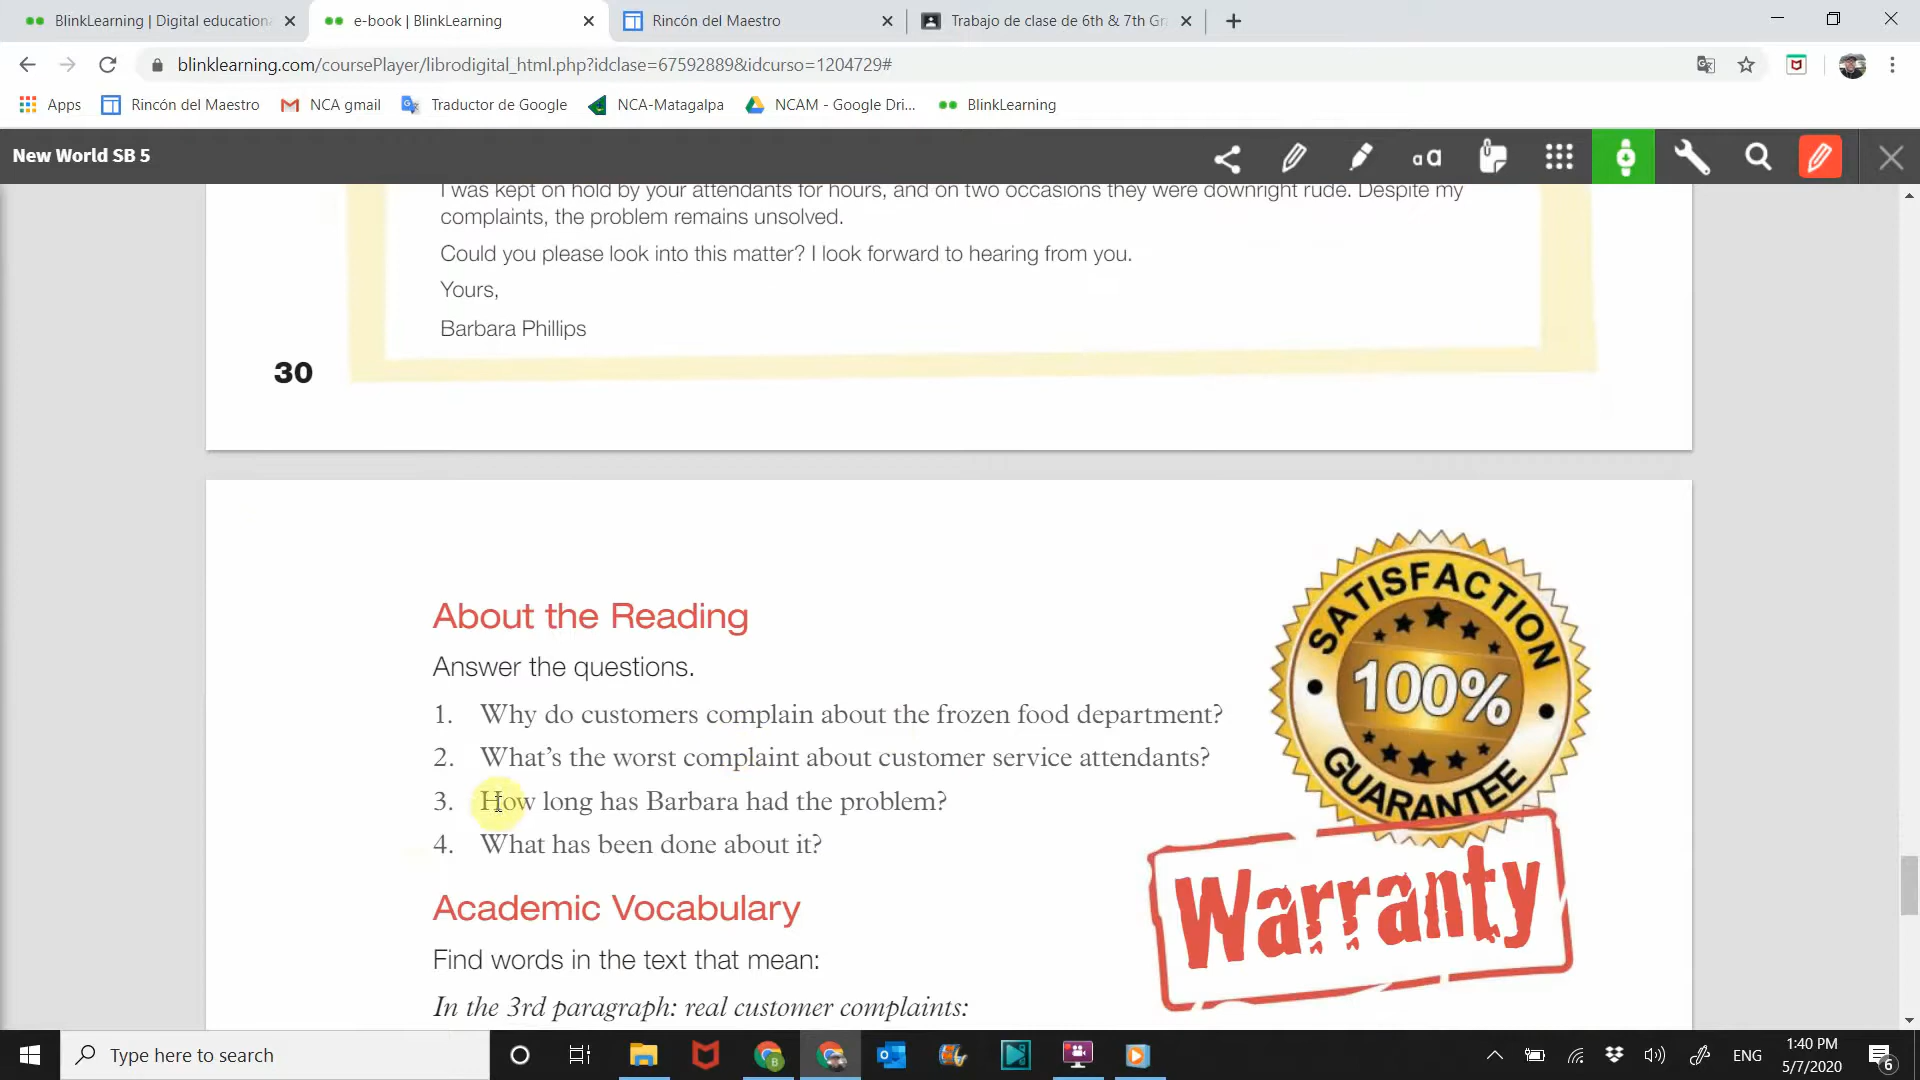 BlinkLearning | Digital educationa
e-book | BlinkLearning
Rincón del Maestro
Trabajo de clase de 6th & 7th Gr
blinklearning.com/coursePlayer/librodigital_html.php?idclase=67592889&idcurso=1204729#
Apps
Rincón del Maestro
NCA gmail
Traductor de Google
NCA-Matagalpa
NCAM - Google Dri...
BlinkLearning
New World SB 5
aa
I was kept on hold by your attendants for hours, and on two occasions they were downright rude. Despite my
complaints, the problem remains unsolved.
Could you please look into this matter? I look forward to hearing from you.
Yours,
Barbara Phillips
30
About the Reading
Answer the questions.
1. Why do customers complain about the frozen food department?
2. What's the worst complaint about customer service attendants?
3. How long has Barbara had the problem?
4. What has been done about it?
SATISFACTION
100%
GUARANTEE
Warranty
Academic Vocabulary
Find words in the text that mean:
In the 3rd paragraph: real customer complaints:
Type here to search
ENG
1:40 PM
5/7/2020
6